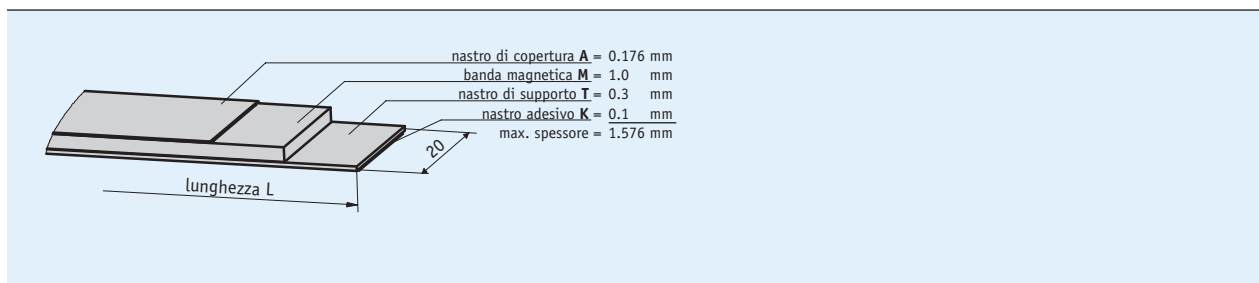 nastro di copertura A = 0.176 mm
banda magnetica M = 1.0 mm
nastro di supporto T = 0.3 mm
nastro adesivo K = 0.1 mm
max. spessore = 1.576 mm
20
lunghezza L